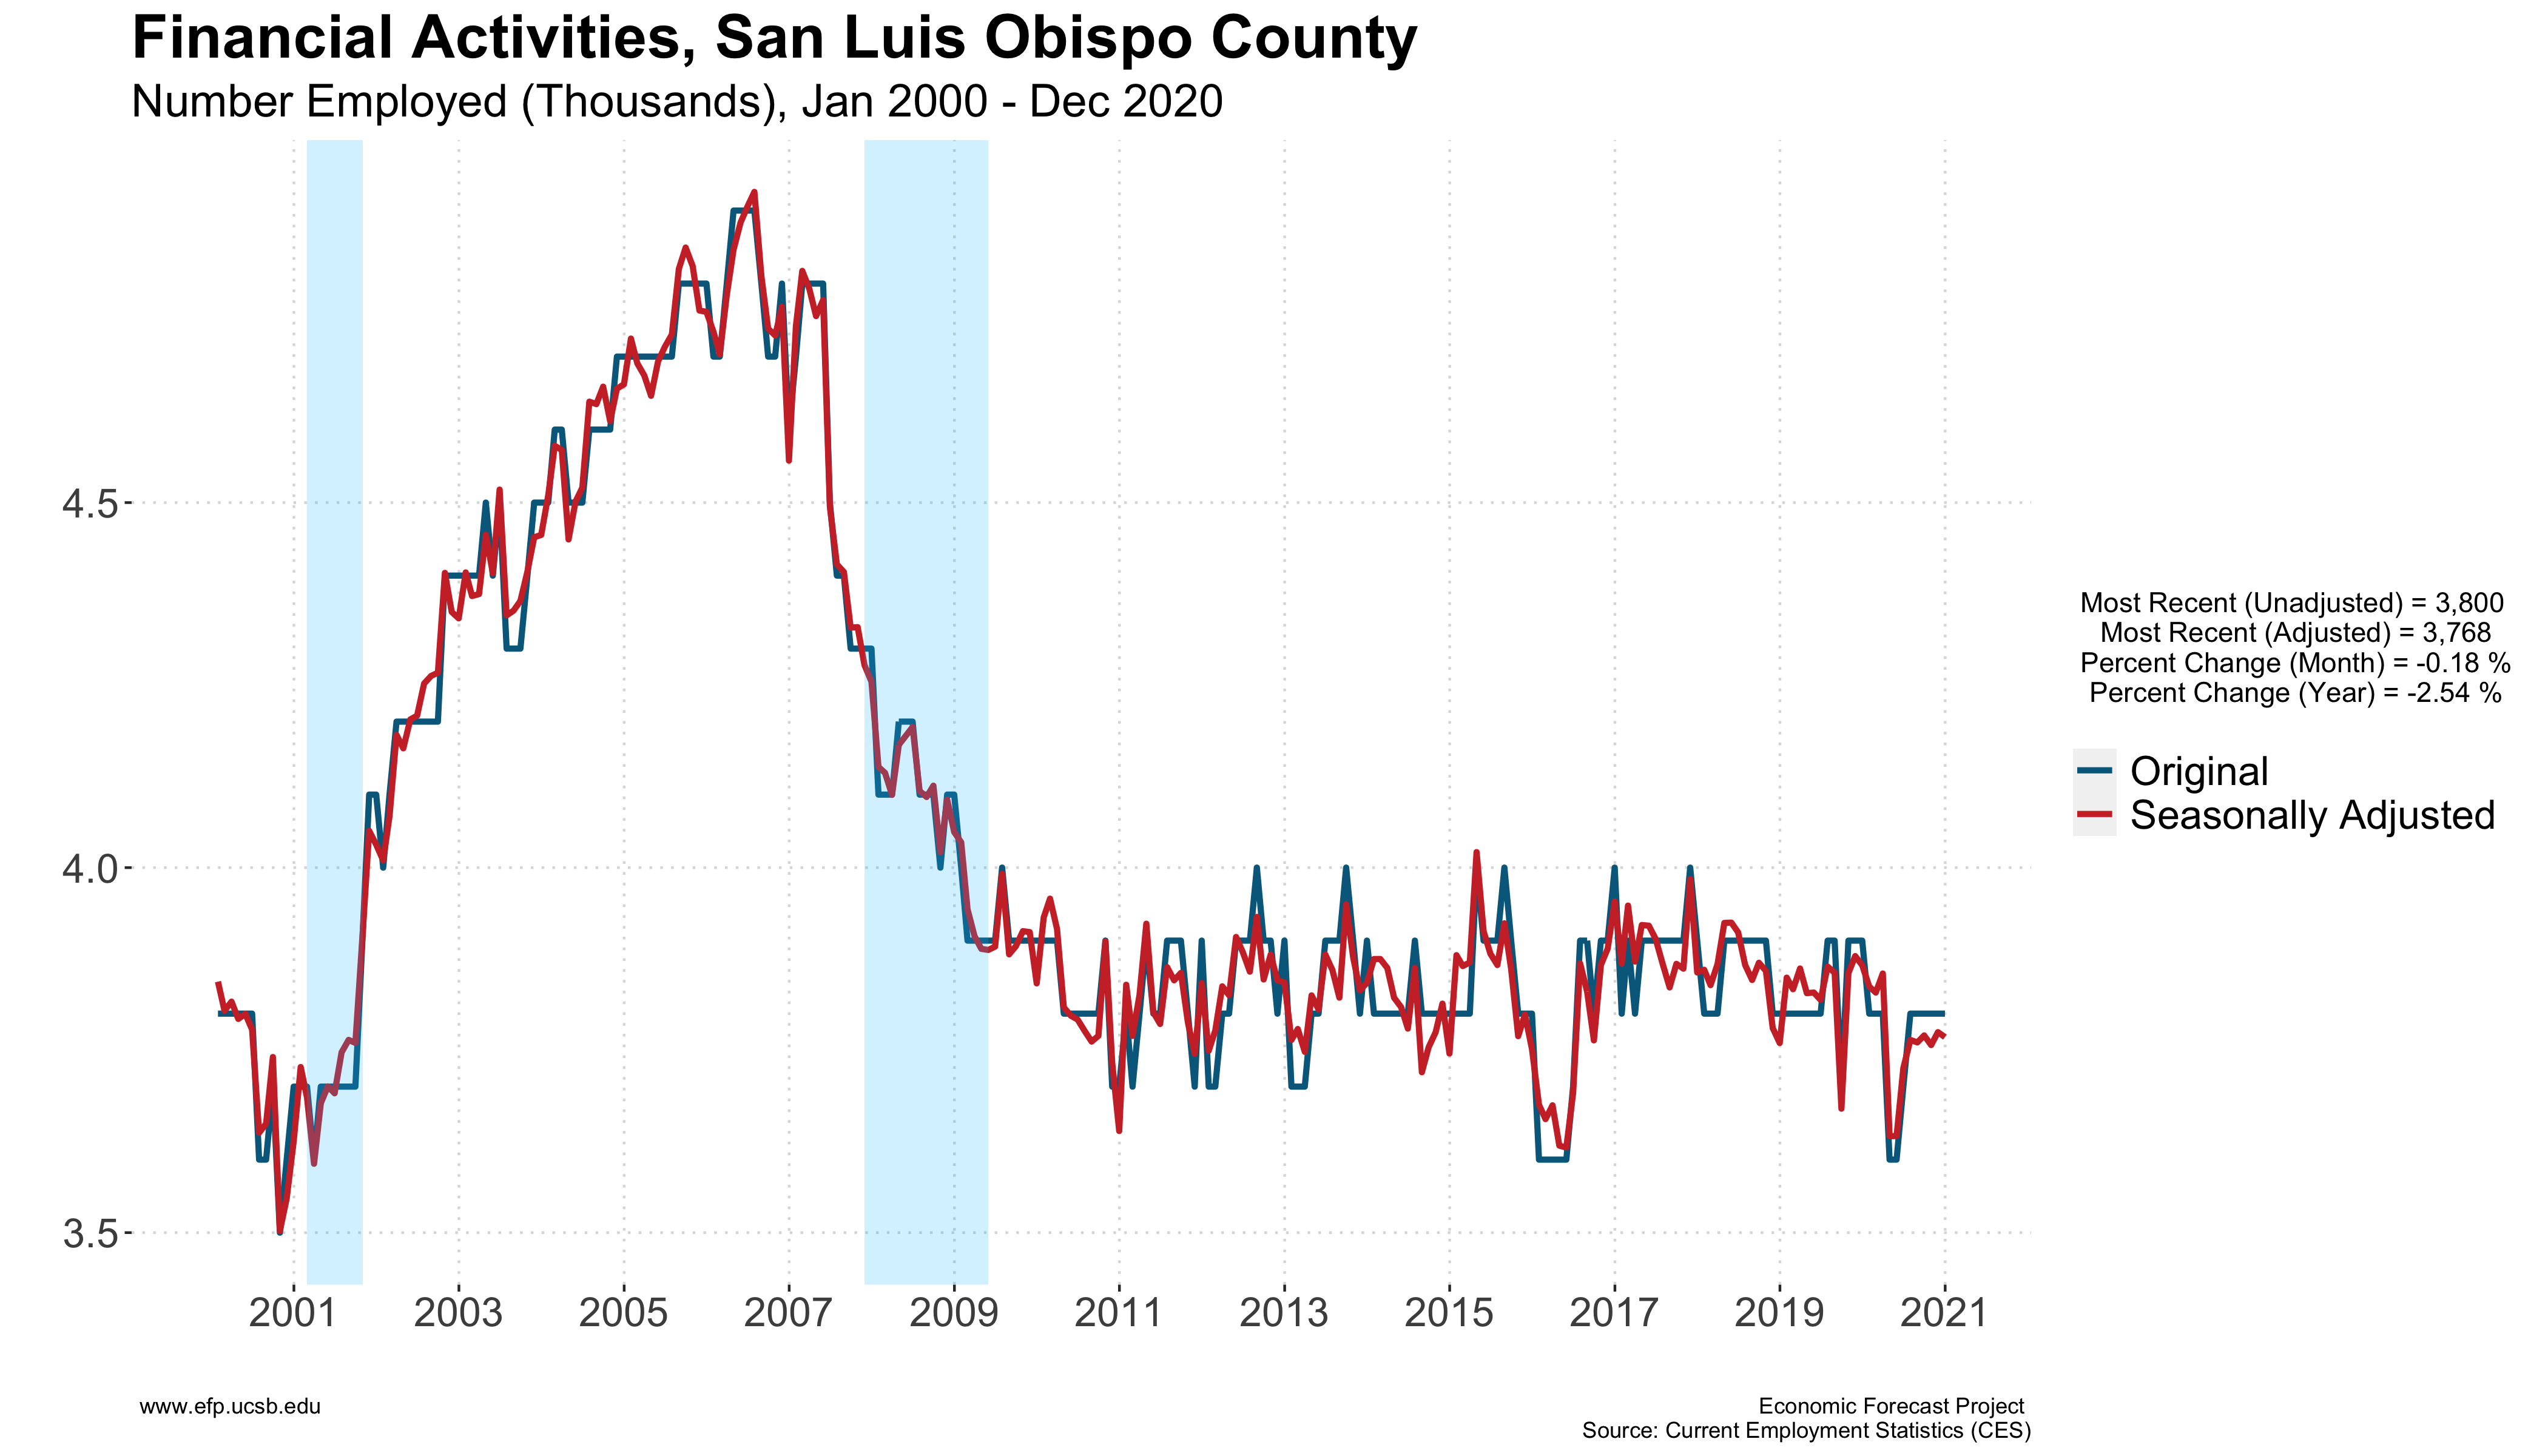 Financial Activities, San Luis Obispo County
Number Employed (Thousands), Jan 2000 - Dec 2020
4.5
4.0
3.5
2001 2003 2005 2007 2009 2011 2013 2015 2017 2019 2021
Most Recent (Unadjusted) = 3,800
Most Recent (Adjusted) = 3,768
Percent Change (Month) = -0.18 %
Percent Change (Year) = -2.54 %
Original
Seasonally Adjusted
www.efp.ucsb.edu
Economic Forecast Project
Source: Current Employment Statistics (CES)